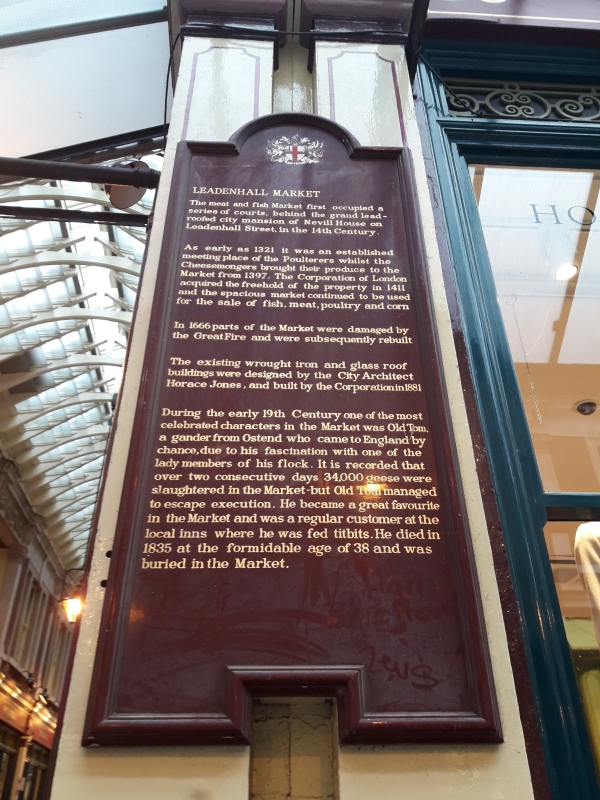 LEADENHALL MARKET
The meat and fish Market first occupied a
series of courts, behind the grand lead-
roofed city mansion of Nevill House on
Leadenhall Street, in the 14th Century.
As early as 1321 it was an established
meeting place of the Poulterers whilst the
Cheesemongers brought their produce to the
Market from 1397. The Corporation of London
acquired the freehold of the property in 1411
and the spacious market continued to be used
for the sale of fish, meat, poultry and corn
In 1666 parts of the Market were damaged by
the Great Fire and were subsequently rebuilt
The existing wrought iron and glass roof
buildings were designed by the City Architect
Horace Jones, and built by the Corporation in 1881
During the early 19th Century one of the most
celebrated characters in the Market was Old Tom,
a gander from Ostend who came to England by
chance, due to his fascination with one of the
lady members of his flock. It is recorded that
over two consecutive days 34,000 geese were
slaughtered in the Market-but Old Tom managed
to escape execution. He became a great favourite
in the Market and was a regular customer at the
local inns where he was fed titbits. He died in
1835 at the formidable age of 38 and was
buried in the Market.
HO